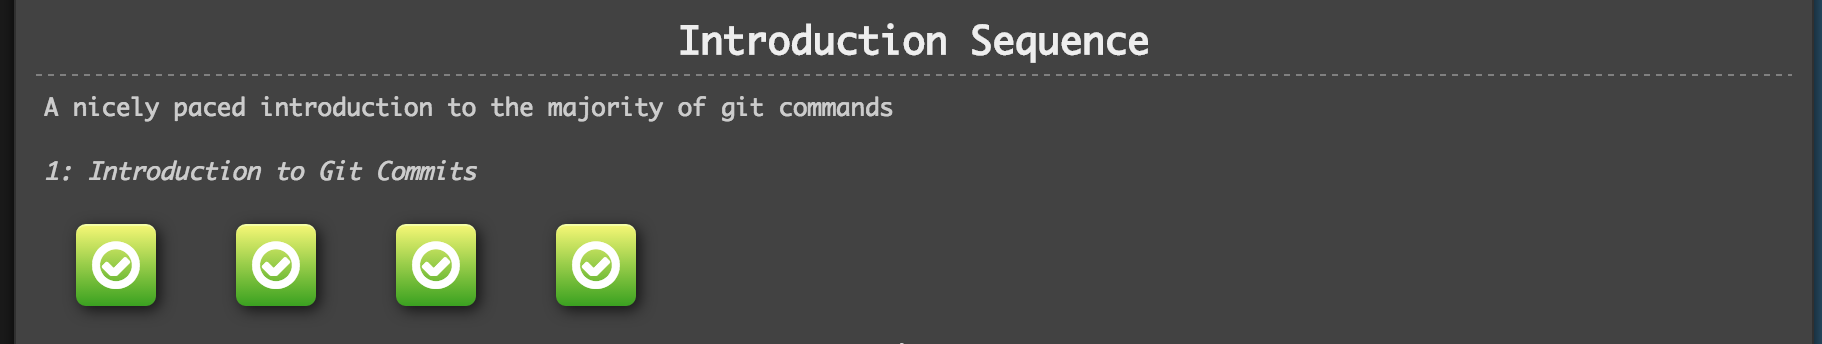 Introduction Sequence
A nicely paced introduction to the majority of git commands
1: Introduction to Git Commits